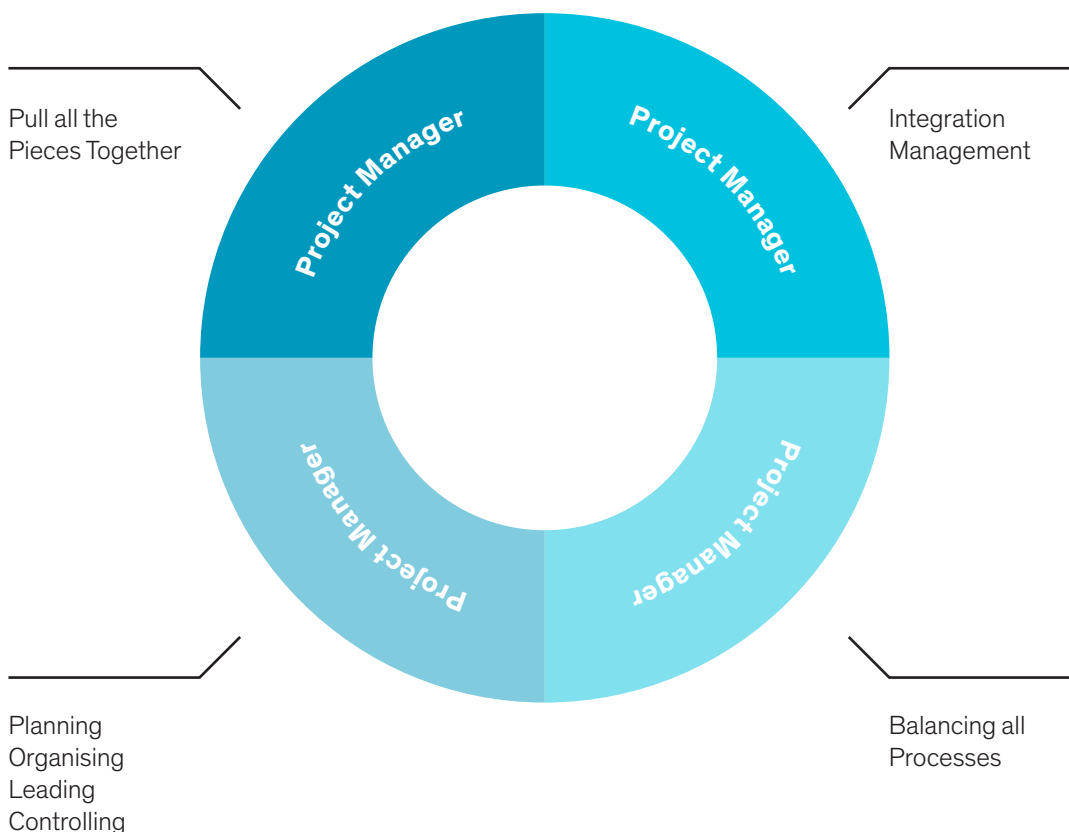 Pull all the
Pieces Together
Project Manager
Project Manager
Integration
Management
Project Manager
Project Manager
Planning
Organising
Leading
Controlling
Balancing all
Processes